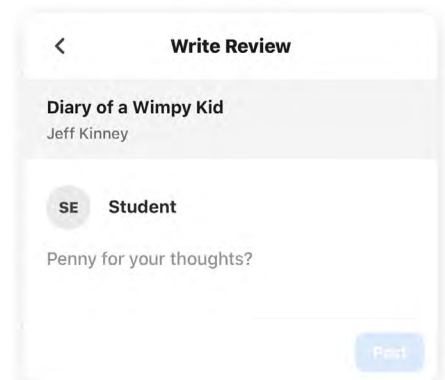 Write Review
Diary of a Wimpy Kid
Jeff Kinney
SE Student
Penny for your thoughts?
Post